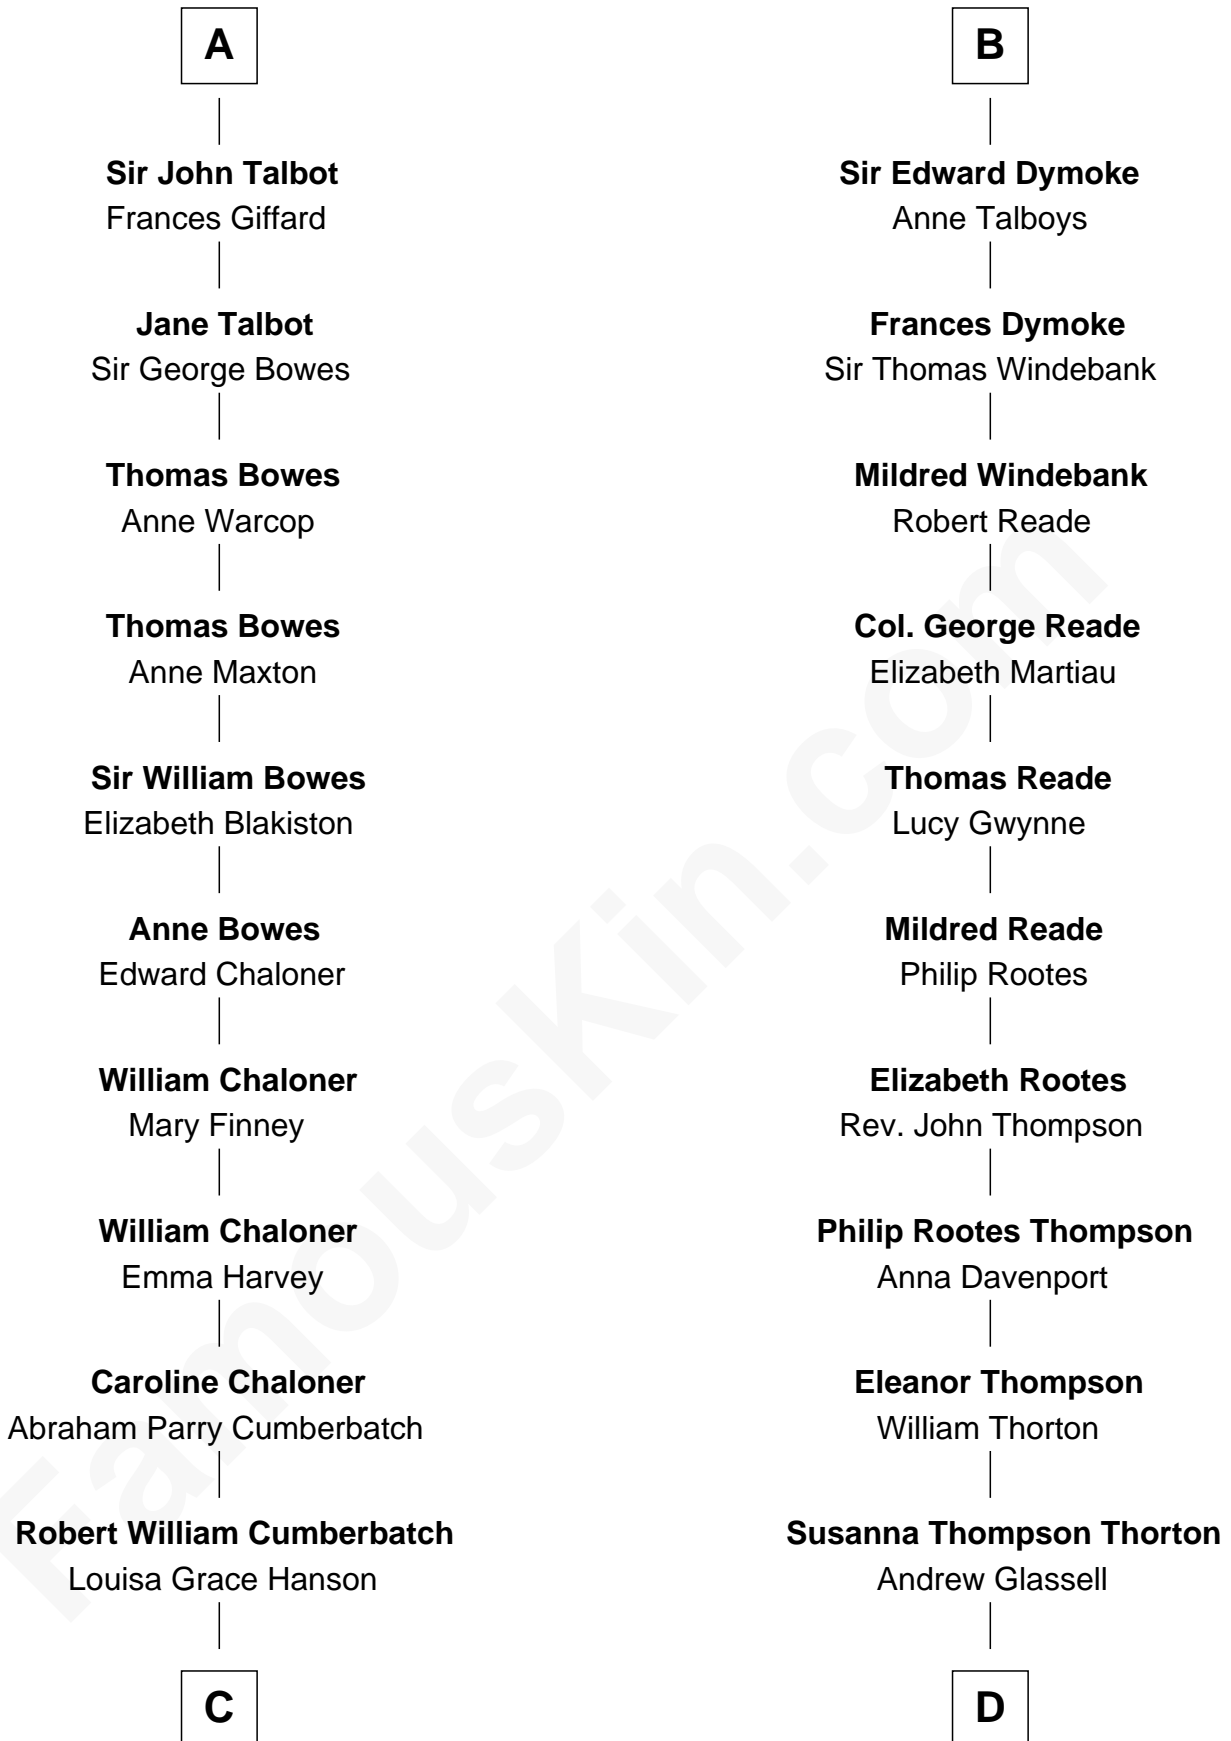 A
Sir John Talbot
Frances Giffard
Jane Talbot
Sir George Bowes
Thomas Bowes
Anne Warcop
Thomas Bowes
Anne Maxton
Sir William Bowes
Elizabeth Blakiston
Anne Bowes
Edward Chaloner
William Chaloner
Mary Finney
William Chaloner
Emma Harvey
Caroline Chaloner
Abraham Parry Cumberbatch
Robert William Cumberbatch
Louisa Grace Hanson
C
B
Sir Edward Dymoke
Anne Talboys
Frances Dymoke
Sir Thomas Windebank
Mildred Windebank
Robert Reade
Col. George Reade
Elizabeth Martiau
Thomas Reade
Lucy Gwynne
Mildred Reade
Philip Rootes
Elizabeth Rootes
Rev. John Thompson
Philip Rootes Thompson
Anna Davenport
Eleanor Thompson
William Thorton
Susanna Thompson Thorton
Andrew Glassell
D
FamousKin.com